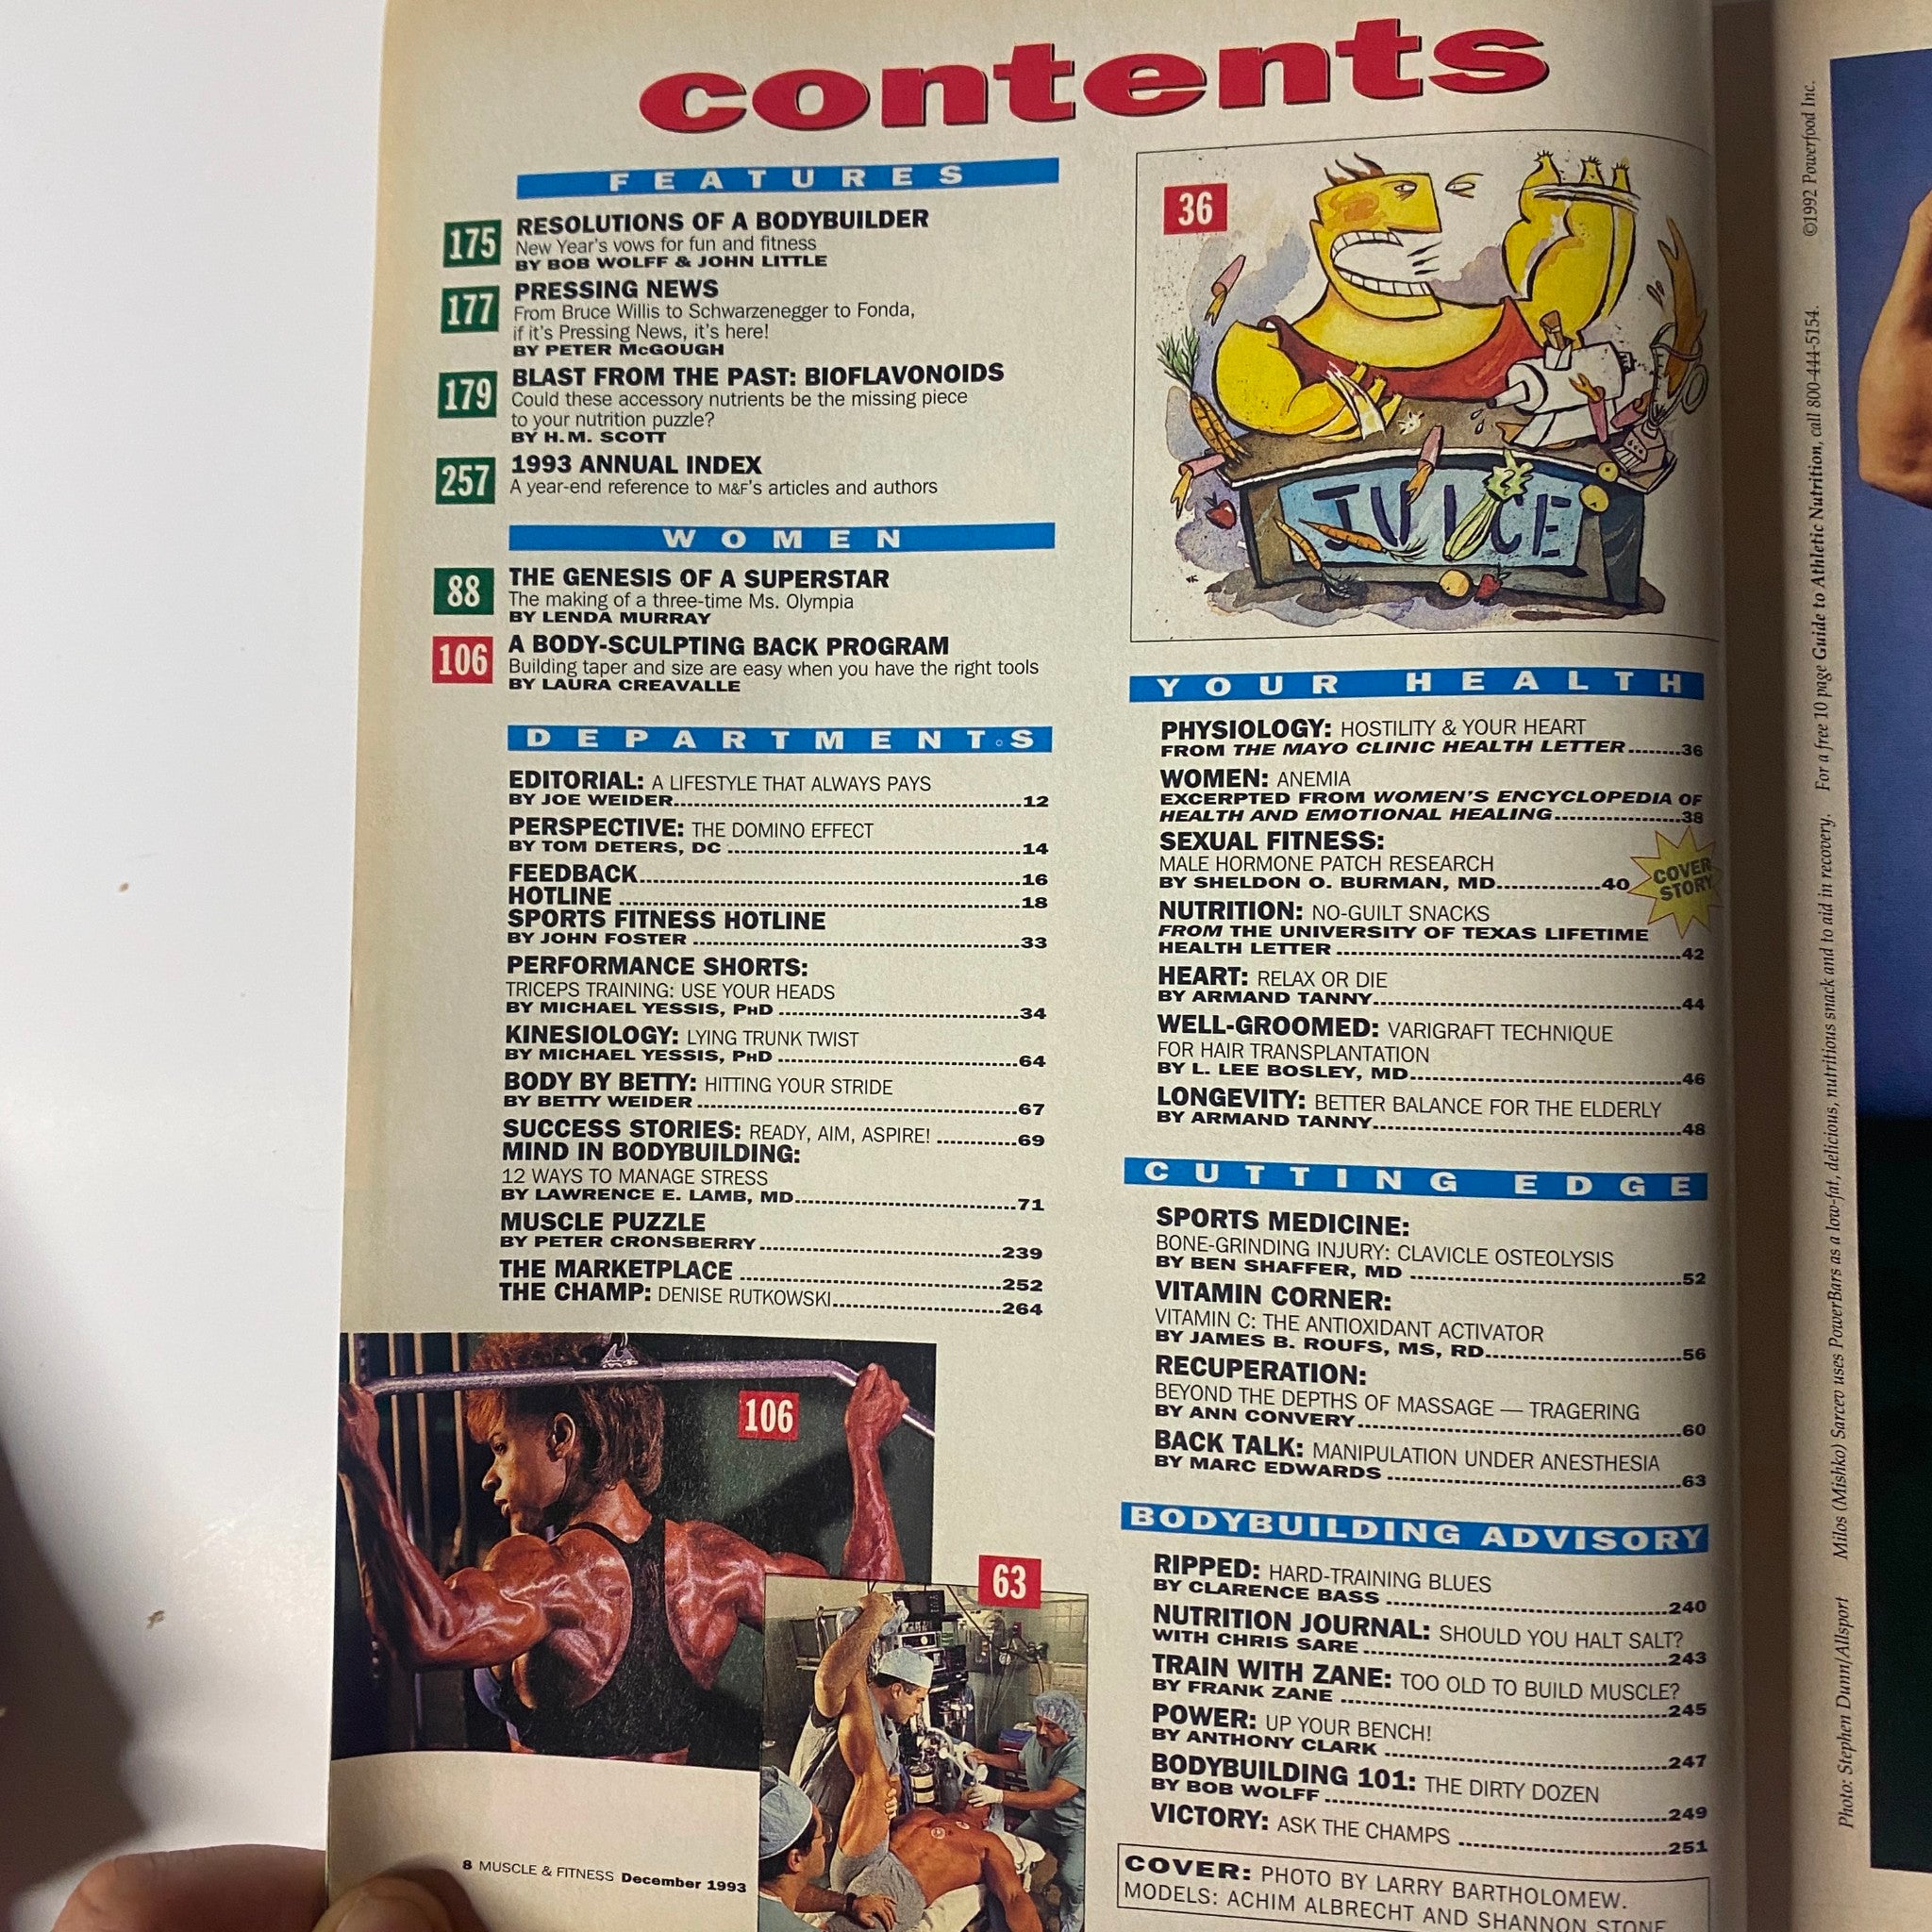 contents
FEATURES
175
RESOLUTIONS OF A BODYBUILDER
New Year's vows for fun and fitness
BY BOB WOLFF & JOHN LITTLE
177
PRESSING NEWS
From Bruce Willis to Schwarzenegger to Fonda,
if it's Pressing News, it's here!
BY PETER McGOUGH
179
BLAST FROM THE PAST: BIOFLAVONOIDS
Could these accessory nutrients be the missing piece
to your nutrition puzzle?
BY H.M. SCOTT
257
1993 ANNUAL INDEX
A year-end reference to M&F's articles and authors
WOMEN
88
THE GENESIS OF A SUPERSTAR
The making of a three-time Ms. Olympia
BY LENDA MURRAY
106
A BODY-SCULPTING BACK PROGRAM
Building taper and size are easy when you have the right tools
BY LAURA CREAVALLE
DEPARTMENTS
EDITORIAL: A LIFESTYLE THAT ALWAYS PAYS
BY JOE WEIDER....12
PERSPECTIVE: THE DOMINO EFFECT
BY TOM DETERS, DC ....14
FEEDBACK....16
HOTLINE ....18
SPORTS FITNESS HOTLINE
BY JOHN FOSTER ....33
PERFORMANCE SHORTS:
TRICEPS TRAINING: USE YOUR HEADS
BY MICHAEL YESSIS, PhD ....34
KINESIOLOGY: LYING TRUNK TWIST
BY MICHAEL YESSIS, PhD ....64
BODY BY BETTY: HITTING YOUR STRIDE
BY BETTY WEIDER ....67
SUCCESS STORIES: READY, AIM, ASPIRE! ....69
MIND IN BODYBUILDING:
12 WAYS TO MANAGE STRESS
BY LAWRENCE E. LAMB, MD....71
MUSCLE PUZZLE
BY PETER CRONSBERRY....239
THE MARKETPLACE ....252
THE CHAMP: DENISE RUTKOWSKI....264
106
63
8 MUSCLE & FITNESS December 1993
36
JUICE
YOUR HEALTH
PHYSIOLOGY: HOSTILITY & YOUR HEART
FROM THE MAYO CLINIC HEALTH LETTER....36
WOMEN: ANEMIA
EXCERPTED FROM WOMEN'S ENCYCLOPEDIA OF
HEALTH AND EMOTIONAL HEALING....38
SEXUAL FITNESS:
MALE HORMONE PATCH RESEARCH
BY SHELDON O. BURMAN, MD....40
COVER
STORY
NUTRITION: NO-GUILT SNACKS
FROM THE UNIVERSITY OF TEXAS LIFETIME
HEALTH LETTER ....42
HEART: RELAX OR DIE
BY ARMAND TANNY....44
WELL-GROOMED: VARIGRAFT TECHNIQUE
FOR HAIR TRANSPLANTATION
BY L. LEE BOSLEY, MD....46
LONGEVITY: BETTER BALANCE FOR THE ELDERLY
BY ARMAND TANNY....48
CUTTING EDGE
SPORTS MEDICINE:
BONE-GRINDING INJURY: CLAVICLE OSTEOLYSIS
BY BEN SHAFFER, MD ....52
VITAMIN CORNER:
VITAMIN C: THE ANTIOXIDANT ACTIVATOR
BY JAMES B. ROUFS, MS, RD....56
RECUPERATION:
BEYOND THE DEPTHS OF MASSAGE — TRAGERING
BY ANN CONVERY....60
BACK TALK: MANIPULATION UNDER ANESTHESIA
BY MARC EDWARDS ....63
BODYBUILDING ADVISORY
RIPPED: HARD-TRAINING BLUES
BY CLARENCE BASS ....240
NUTRITION JOURNAL: SHOULD YOU HALT SALT?
WITH CHRIS SARE ....243
TRAIN WITH ZANE: TOO OLD TO BUILD MUSCLE?
BY FRANK ZANE ....245
POWER: UP YOUR BENCH!
BY ANTHONY CLARK ....247
BODYBUILDING 101: THE DIRTY DOZEN
BY BOB WOLFF ....249
VICTORY: ASK THE CHAMPS ....251
COVER: PHOTO BY LARRY BARTHOLOMEW.
MODELS: ACHIM ALBRECHT AND SHANNON STONE
Photo: Stephen Dunn/Allsport Milos (Mishko) Sarcev uses PowerBars as a low-fat, delicious, nutritious snack and to aid in recovery. For a free 10 page Guide to Athletic Nutrition, call 800-444-5154. ©1992 Powerfood Inc.